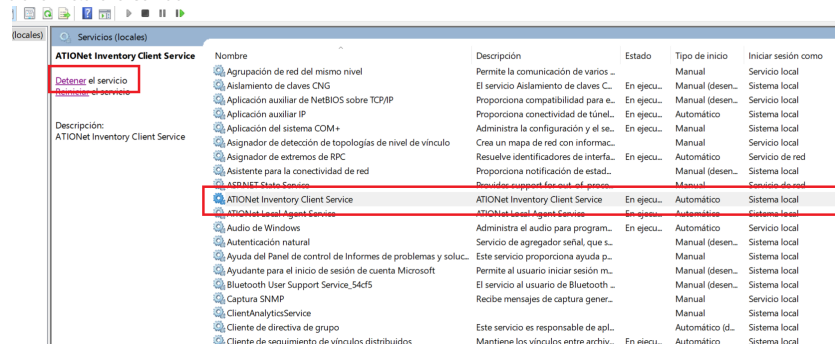 (locales)
Servicios (locales)
ATIONet Inventory Client Service
Detener el servicio
Reiniciar el servicio
Descripción:
ATIONet Inventory Client Service
Nombre Descripción Estado Tipo de inicio Iniciar sesión como
Agrupación de red del mismo nivel Permite la comunicación de varios ... Manual Servicio local
Aislamiento de claves CNG El servicio Aislamiento de claves C... En ejecu... Manual (desen... Sistema local
Aplicación auxiliar de NetBIOS sobre TCP/IP Proporciona compatibilidad para e... En ejecu... Manual (desen... Servicio local
Aplicación auxiliar IP Proporciona conectividad de túnel... En ejecu... Automático Sistema local
Aplicación del sistema COM+ Administra la configuración y el se... En ejecu... Manual Sistema local
Asignador de detección de topologías de nivel de vínculo Crea un mapa de red con informac... Manual Servicio local
Asignador de extremos de RPC Resuelve identificadores de interfa... En ejecu... Automático Servicio de red
Asistente para la conectividad de red Proporciona notificación de estad... Manual (desen... Sistema local
ASP.NET State Service Provides support for out-of-proce... Manual Servicio de red
ATIONet Inventory Client Service ATIONet Inventory Client Service En ejecu... Automático Sistema local
ATIONet Local Agent Service ATIONet Local Agent Service En ejecu... Automático Sistema local
Audio de Windows Administra el audio para program... En ejecu... Automático Servicio local
Autenticación natural Servicio de agregador señal, que s... Manual (desen... Sistema local
Ayuda del Panel de control de Informes de problemas y soluc... Este servicio proporciona ayuda p... Manual Sistema local
Ayudante para el inicio de sesión de cuenta Microsoft Permite al usuario iniciar sesión m... Manual (desen... Sistema local
Bluetooth User Support Service_54cf5 El servicio al usuario de Bluetooth ... Manual (desen... Sistema local
Captura SNMP Recibe mensajes de captura gener... Manual Servicio local
ClientAnalyticsService Manual Sistema local
Cliente de directiva de grupo Este servicio es responsable de apl... Automático (d... Sistema local
Cliente de seguimiento de vínculos distribuidos Mantiene los vínculos entre archiv... En ejecu... Automático Sistema local